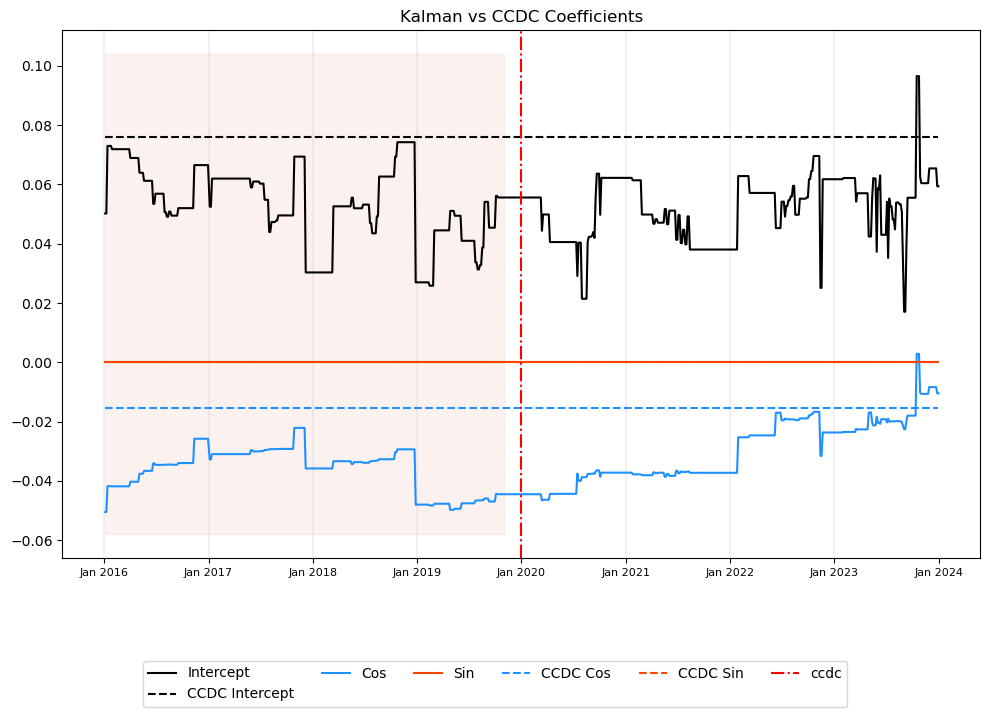 Kalman vs CCDC Coefficients
0.10
0.08
0.06
0.04
0.02
0.00
−0.02
−0.04
−0.06
Jan 2016 Jan 2017 Jan 2018 Jan 2019 Jan 2020 Jan 2021 Jan 2022 Jan 2023 Jan 2024
Intercept Cos Sin CCDC Cos CCDC Sin ccdc
CCDC Intercept